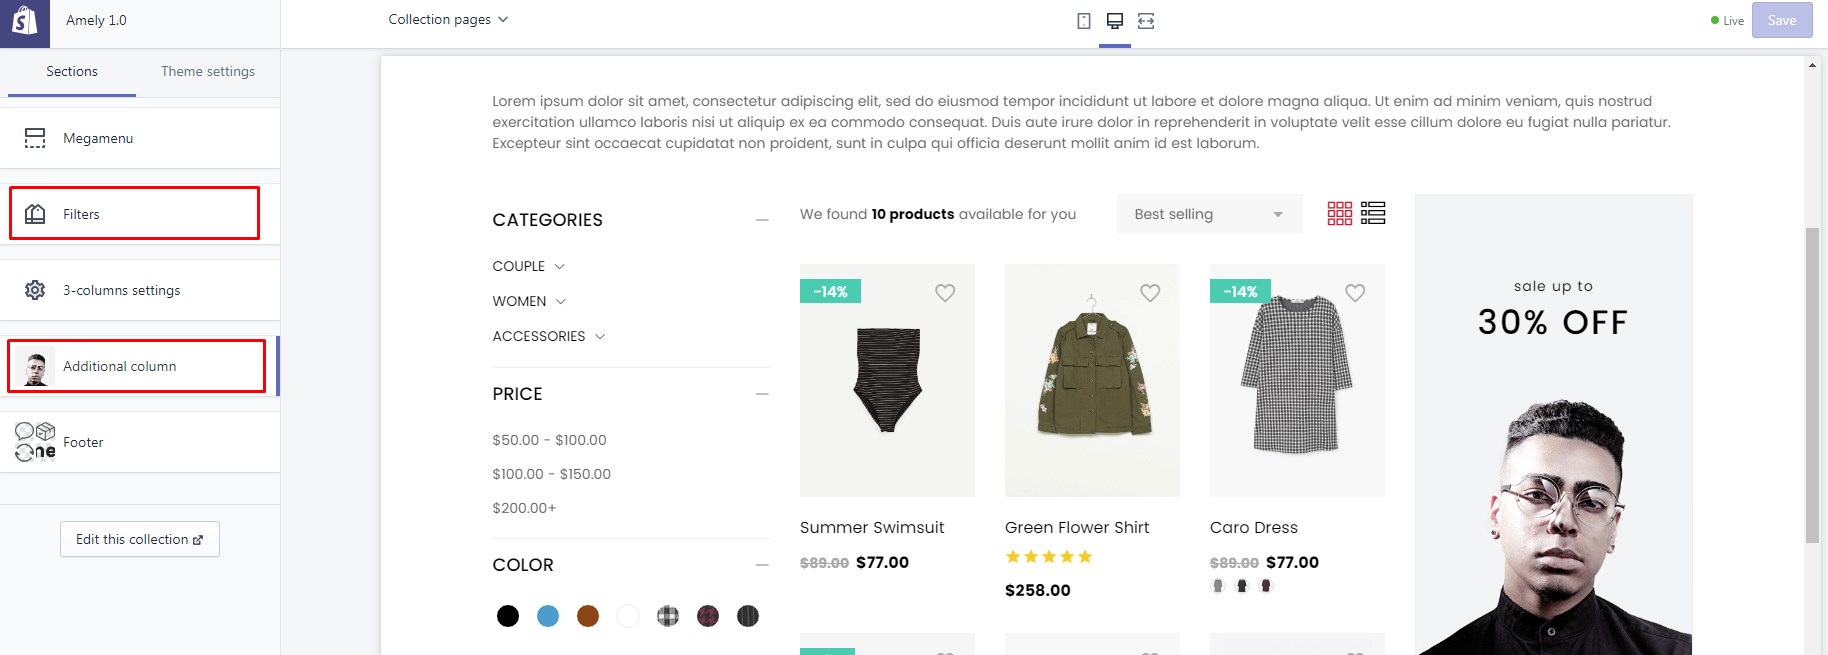 Amely 1.0
Collection pages
Live
Save
Sections
Theme settings
Megamenu
Filters
3-columns settings
Additional column
Footer
Edit this collection
Lorem ipsum dolor sit amet, consectetur adipiscing elit, sed do eiusmod tempor incididunt ut labore et dolore magna aliqua. Ut enim ad minim veniam, quis nostrud
exercitation ullamco laboris nisi ut aliquip ex ea commodo consequat. Duis aute irure dolor in reprehenderit in voluptate velit esse cillum dolore eu fugiat nulla pariatur.
Excepteur sint occaecat cupidatat non proident, sunt in culpa qui officia deserunt mollit anim id est laborum.
CATEGORIES
COUPLE
WOMEN
ACCESSORIES
PRICE
$50.00 - $100.00
$100.00 - $150.00
$200.00+
COLOR
We found 10 products available for you
Best selling
-14%
Summer Swimsuit
$89.00 $77.00
Green Flower Shirt
$258.00
-14%
Caro Dress
$89.00 $77.00
sale up to
30% OFF